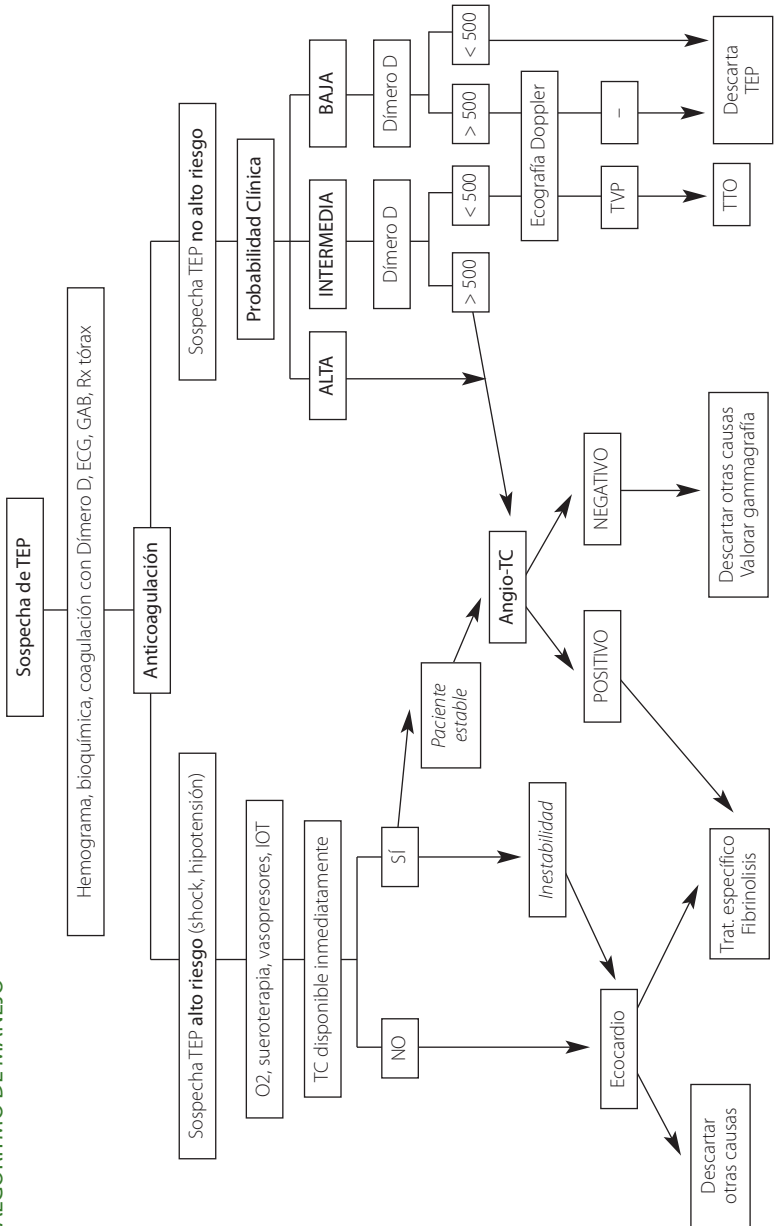 ALGORITMO DE MANEJO
Sospecha de TEP
Hemograma, bioquímica, coagulación con Dímero D, ECG, GAB, Rx tórax
Anticoagulación
Sospecha TEP alto riesgo (shock, hipotensión)
Sospecha TEP no alto riesgo
O2, sueroterapia, vasopresores, IOT
Probabilidad Clínica
TC disponible inmediatamente
ALTA
INTERMEDIA
BAJA
NO
SÍ
Dímero D
Dímero D
> 500
< 500
> 500
< 500
Paciente
estable
Ecografía Doppler
Inestabilidad
Angio-TC
TVP
–
Ecocardio
POSITIVO
NEGATIVO
TTO
Descarta
TEP
Descartar
otras causas
Trat. específico
Fibrinolisis
Descartar otras causas
Valorar gammagrafía